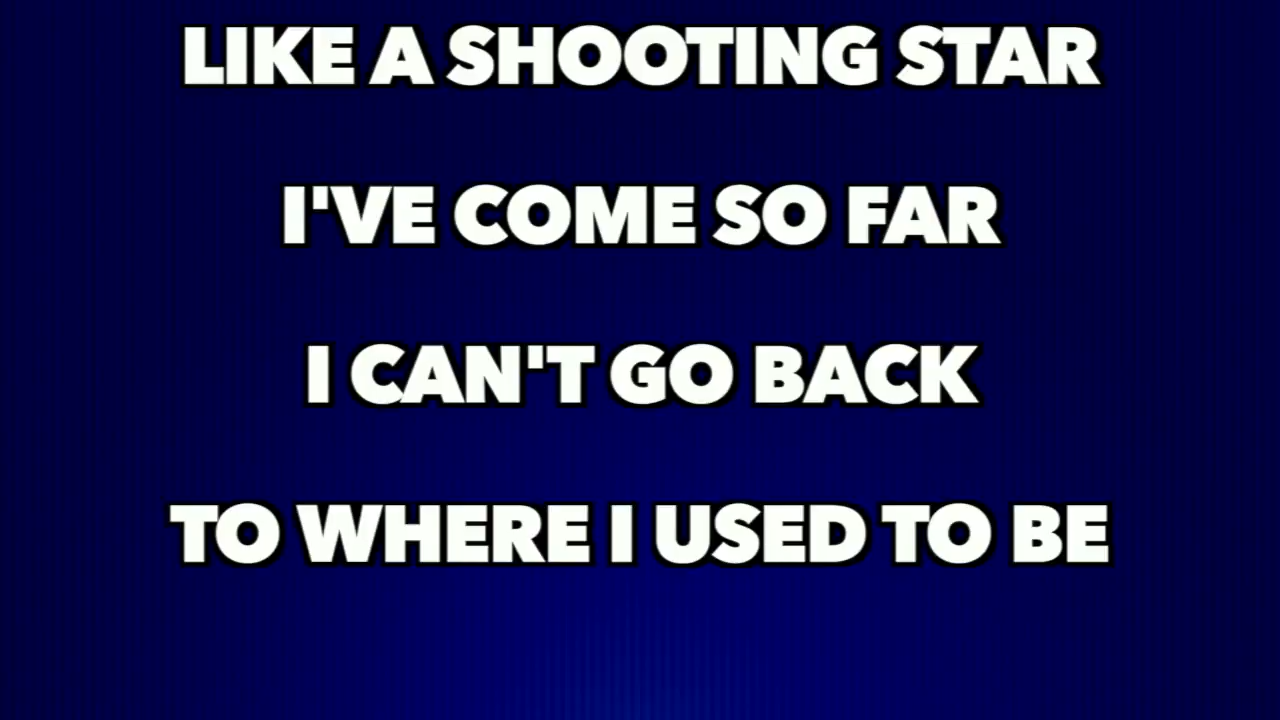 LIKE A SHOOTING STAR
I'VE COME SO FAR
I CAN'T GO BACK
TO WHERE I USED TO BE